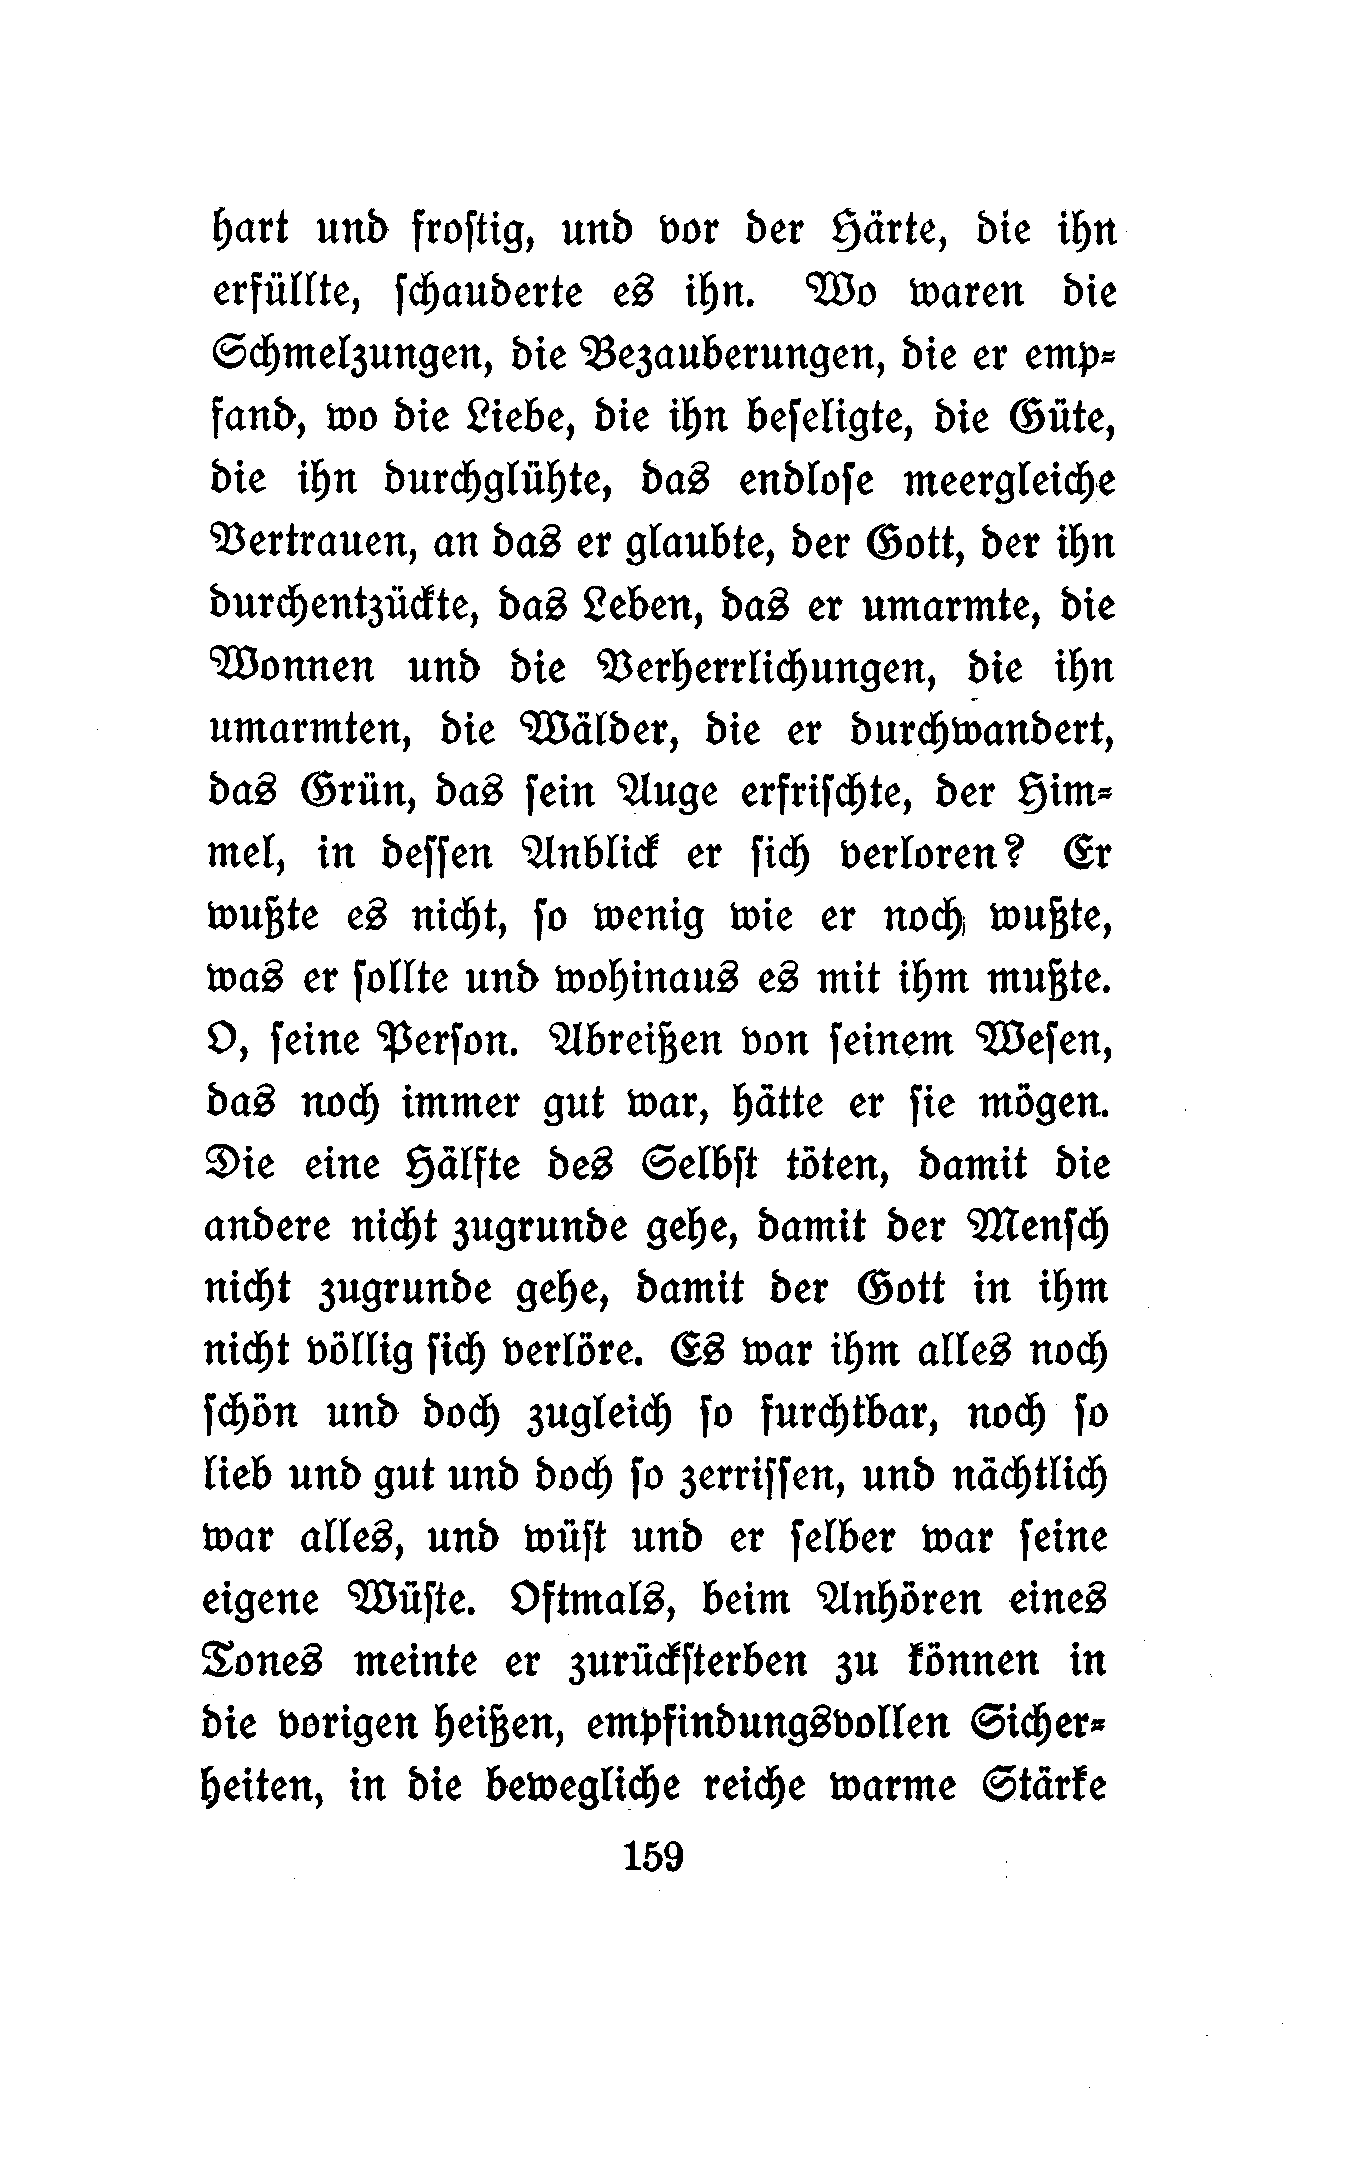 hart und froſtig, und vor der Härte, die ihn
erfüllte, ſchauderte es ihn. Wo waren die
Schmelzungen, die Bezauberungen, die er emp⸗
fand, wo die Liebe, die ihn beſeligte, die Güte,
die ihn durchglühte, das endloſe meergleiche
Vertrauen, an das er glaubte, der Gott, der ihn
durchentzückte, das Leben, das er umarmte, die
Wonnen und die Verherrlichungen, die ihn
umarmten, die Wälder, die er durchwandert,
das Grün, das ſein Auge erfriſchte, der Him⸗
mel, in deſſen Anblick er ſich verloren? Er
wußte es nicht, ſo wenig wie er noch wußte,
was er ſollte und wohinaus es mit ihm mußte.
O, ſeine Perſon. Abreißen von ſeinem Weſen,
das noch immer gut war, hätte er ſie mögen.
Die eine Hälfte des Selbſt töten, damit die
andere nicht zugrunde gehe, damit der Menſch
nicht zugrunde gehe, damit der Gott in ihm
nicht völlig ſich verlöre. Es war ihm alles noch
ſchön und doch zugleich ſo furchtbar, noch ſo
lieb und gut und doch ſo zerriſſen, und nächtlich
war alles, und wüſt und er ſelber war ſeine
eigene Wüſte. Oftmals, beim Anhören eines
Tones meinte er zurückſterben zu können in
die vorigen heißen, empfindungsvollen Sicher⸗
heiten, in die bewegliche reiche warme Stärke
159